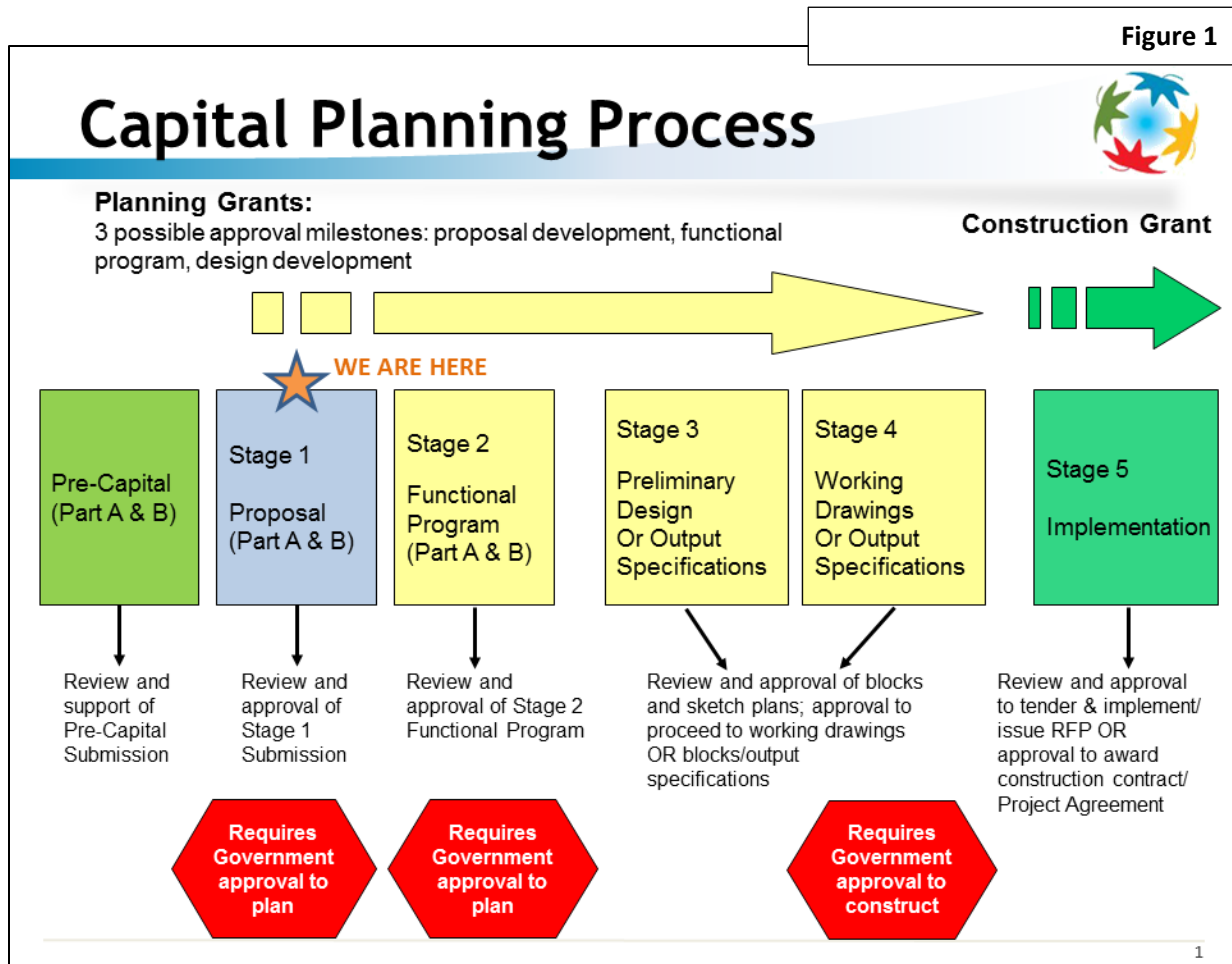 Figure 1
Capital Planning Process
Planning Grants:
3 possible approval milestones: proposal development, functional
program, design development
Construction Grant
WE ARE HERE
Pre-Capital
(Part A & B)
Stage 1
Proposal
(Part A & B)
Stage 2
Functional
Program
(Part A & B)
Stage 3
Preliminary
Design
Or Output
Specifications
Stage 4
Working
Drawings
Or Output
Specifications
Stage 5
Implementation
Review and
support of
Pre-Capital
Submission
Review and
approval of
Stage 1
Submission
Review and
approval of Stage 2
Functional Program
Review and approval of blocks
and sketch plans; approval to
proceed to working drawings
OR blocks/output
specifications
Review and approval
to tender & implement/
issue RFP OR
approval to award
construction contract/
Project Agreement
Requires
Government
approval to
plan
Requires
Government
approval to
plan
Requires
Government
approval to
construct
1